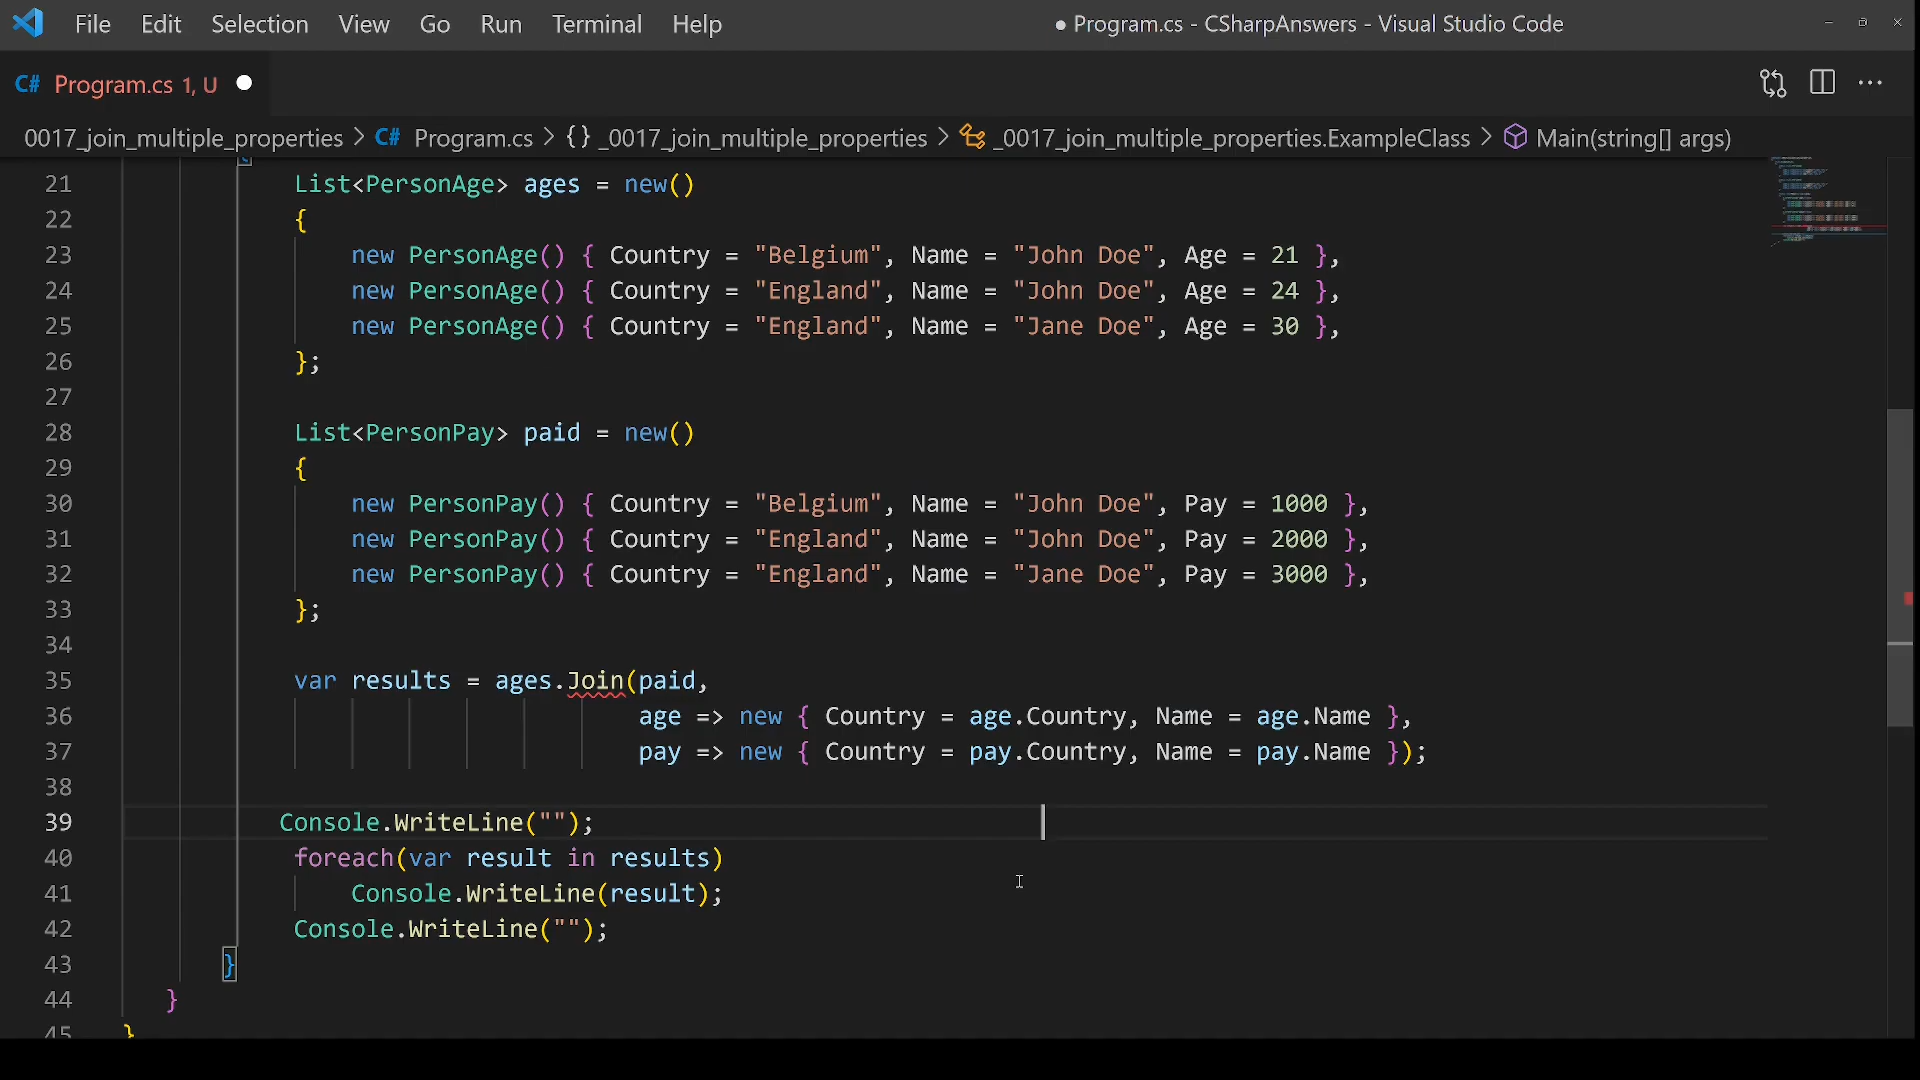 File Edit Selection View Go Run Terminal Help ● Program.cs - CSharpAnswers - Visual Studio Code
C# Program.cs 1, U
0017_join_multiple_properties > C# Program.cs > {} _0017_join_multiple_properties > _0017_join_multiple_properties.ExampleClass > Main(string[] args)
21 List<PersonAge> ages = new()
22 {
23 new PersonAge() { Country = "Belgium", Name = "John Doe", Age = 21 },
24 new PersonAge() { Country = "England", Name = "John Doe", Age = 24 },
25 new PersonAge() { Country = "England", Name = "Jane Doe", Age = 30 },
26 };
27
28 List<PersonPay> paid = new()
29 {
30 new PersonPay() { Country = "Belgium", Name = "John Doe", Pay = 1000 },
31 new PersonPay() { Country = "England", Name = "John Doe", Pay = 2000 },
32 new PersonPay() { Country = "England", Name = "Jane Doe", Pay = 3000 },
33 };
34
35 var results = ages.Join(paid,
36 age => new { Country = age.Country, Name = age.Name },
37 pay => new { Country = pay.Country, Name = pay.Name });
38
39 Console.WriteLine("");
40 foreach(var result in results)
41 Console.WriteLine(result);
42 Console.WriteLine("");
43 }
44 }
45 }